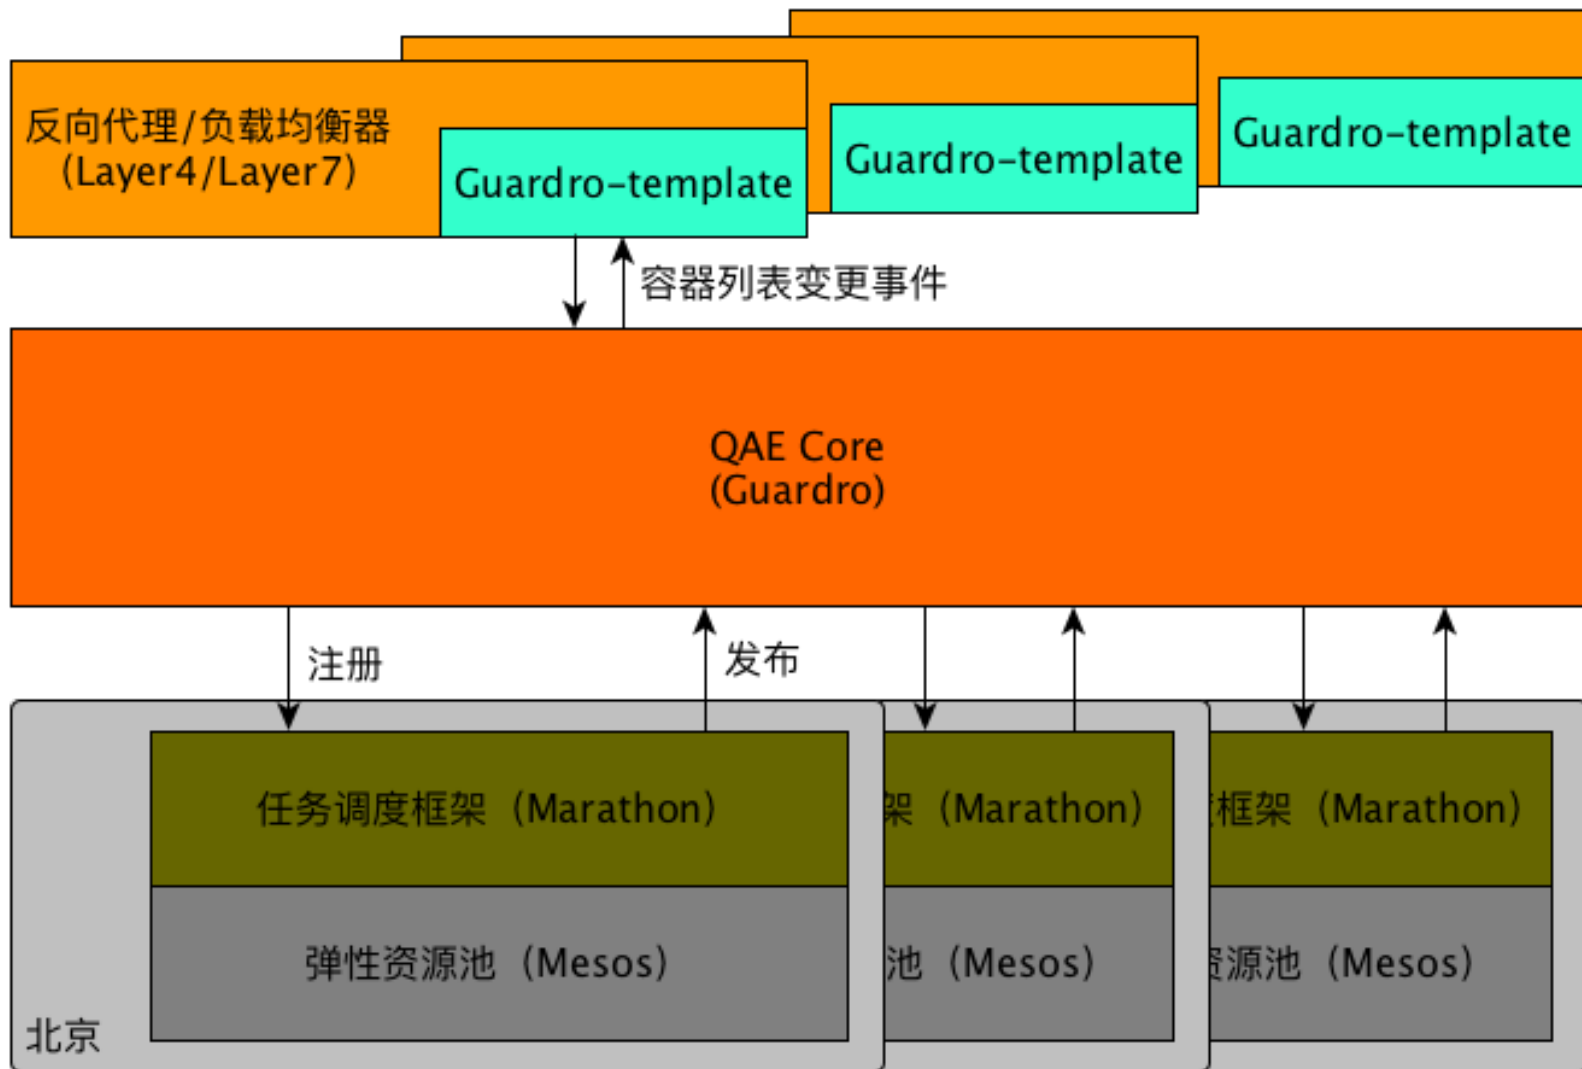 反向代理/负载均衡器
(Layer4/Layer7)
Guardro-template
Guardro-template
Guardro-template
容器列表变更事件
QAE Core
(Guardro)
注册
发布
任务调度框架（Marathon）
架（Marathon）
框架（Marathon）
弹性资源池（Mesos）
池（Mesos）
资源池（Mesos）
北京